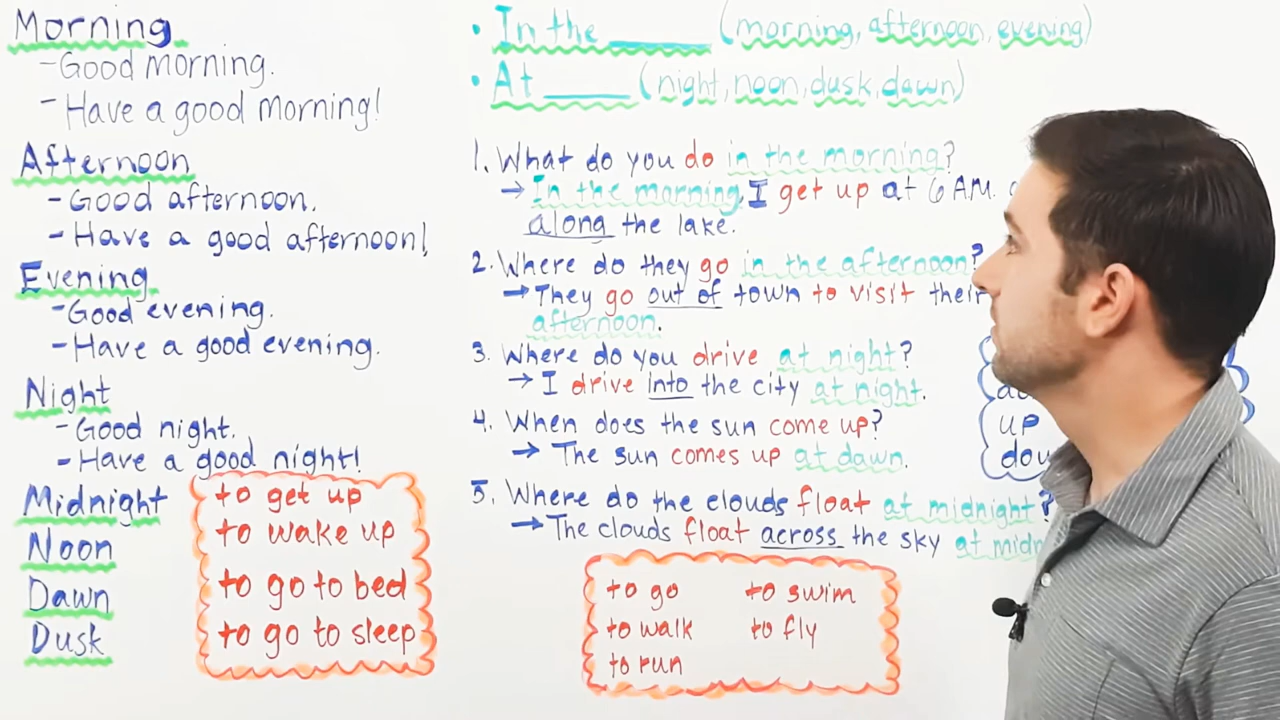 Morning
-Good morning.
-Have a good morning!
Afternoon
-Good afternoon.
-Have a good afternoon!
Evening
-Good evening.
-Have a good evening.
Night
-Good night.
-Have a good night!
Midnight
Noon
Dawn
Dusk
to get up
to wake up
to go to bed
to go to sleep
• In the ______ (morning, afternoon, evening)
• At _____ (night, noon, dusk, dawn)
1. What do you do in the morning?
→ In the morning, I get up at 6 A.M.
along the lake.
2. Where do they go in the afternoon?
→ They go out of town to visit their
afternoon.
3. Where do you drive at night?
→ I drive into the city at night.
4. When does the sun come up?
→ The sun comes up at dawn.
5. Where do the clouds float at midnight?
→ The clouds float across the sky at
up
to go to swim
to walk to fly
to run